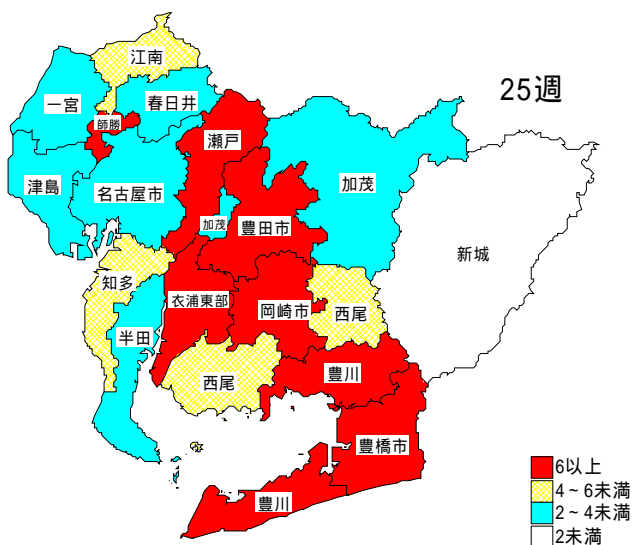 江南
25週
一宮
春日井
師勝
瀬戸
津島
名古屋市
加茂
加茂
豊田市
新城
知多
衣浦東部
岡崎市
西尾
半田
西尾
豊川
豊橋市
豊川
6以上
4~6未満
2~4未満
2未満